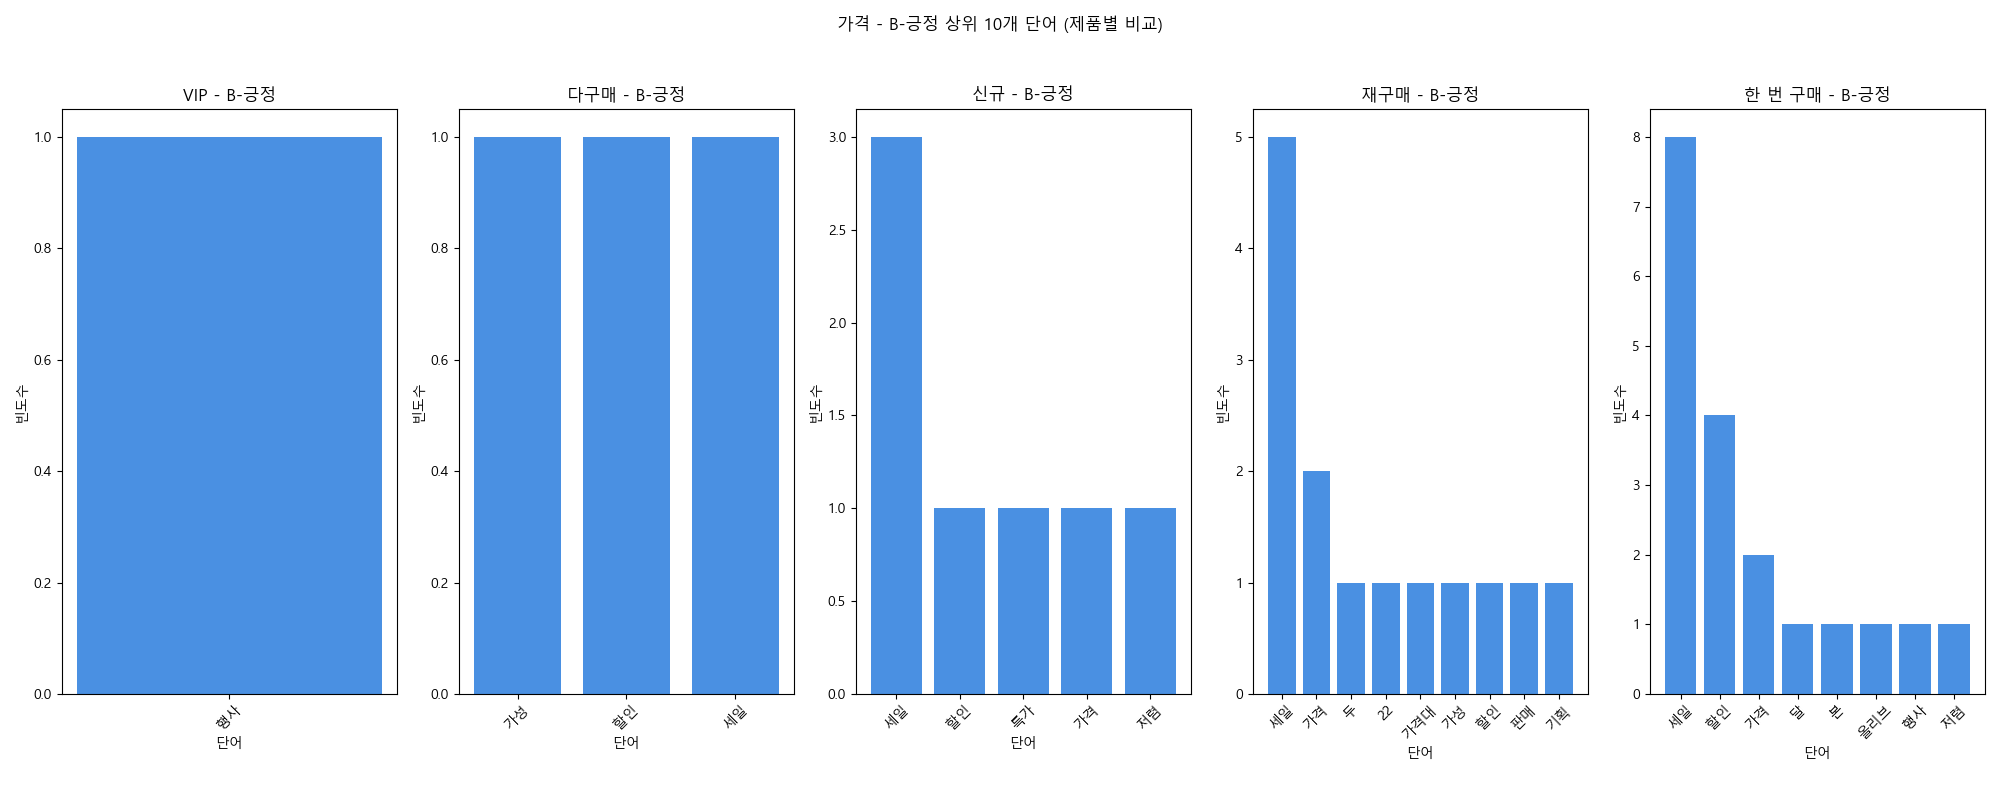 가격 - B-긍정 상위 10개 단어 (제품별 비교)
VIP - B-긍정
빈도수
1.0
0.8
0.6
0.4
0.2
0.0
행사
단어
다구매 - B-긍정
빈도수
1.0
0.8
0.6
0.4
0.2
0.0
가성 할인 세일
단어
신규 - B-긍정
빈도수
3.0
2.5
2.0
1.5
1.0
0.5
0.0
세일 할인 특가 가격 저렴
단어
재구매 - B-긍정
빈도수
5
4
3
2
1
0
세일 가격 두 22 가격대 가성 할인 판매 기획
단어
한 번 구매 - B-긍정
빈도수
8
7
6
5
4
3
2
1
0
세일 할인 가격 달 본 올리브 행사 저렴
단어